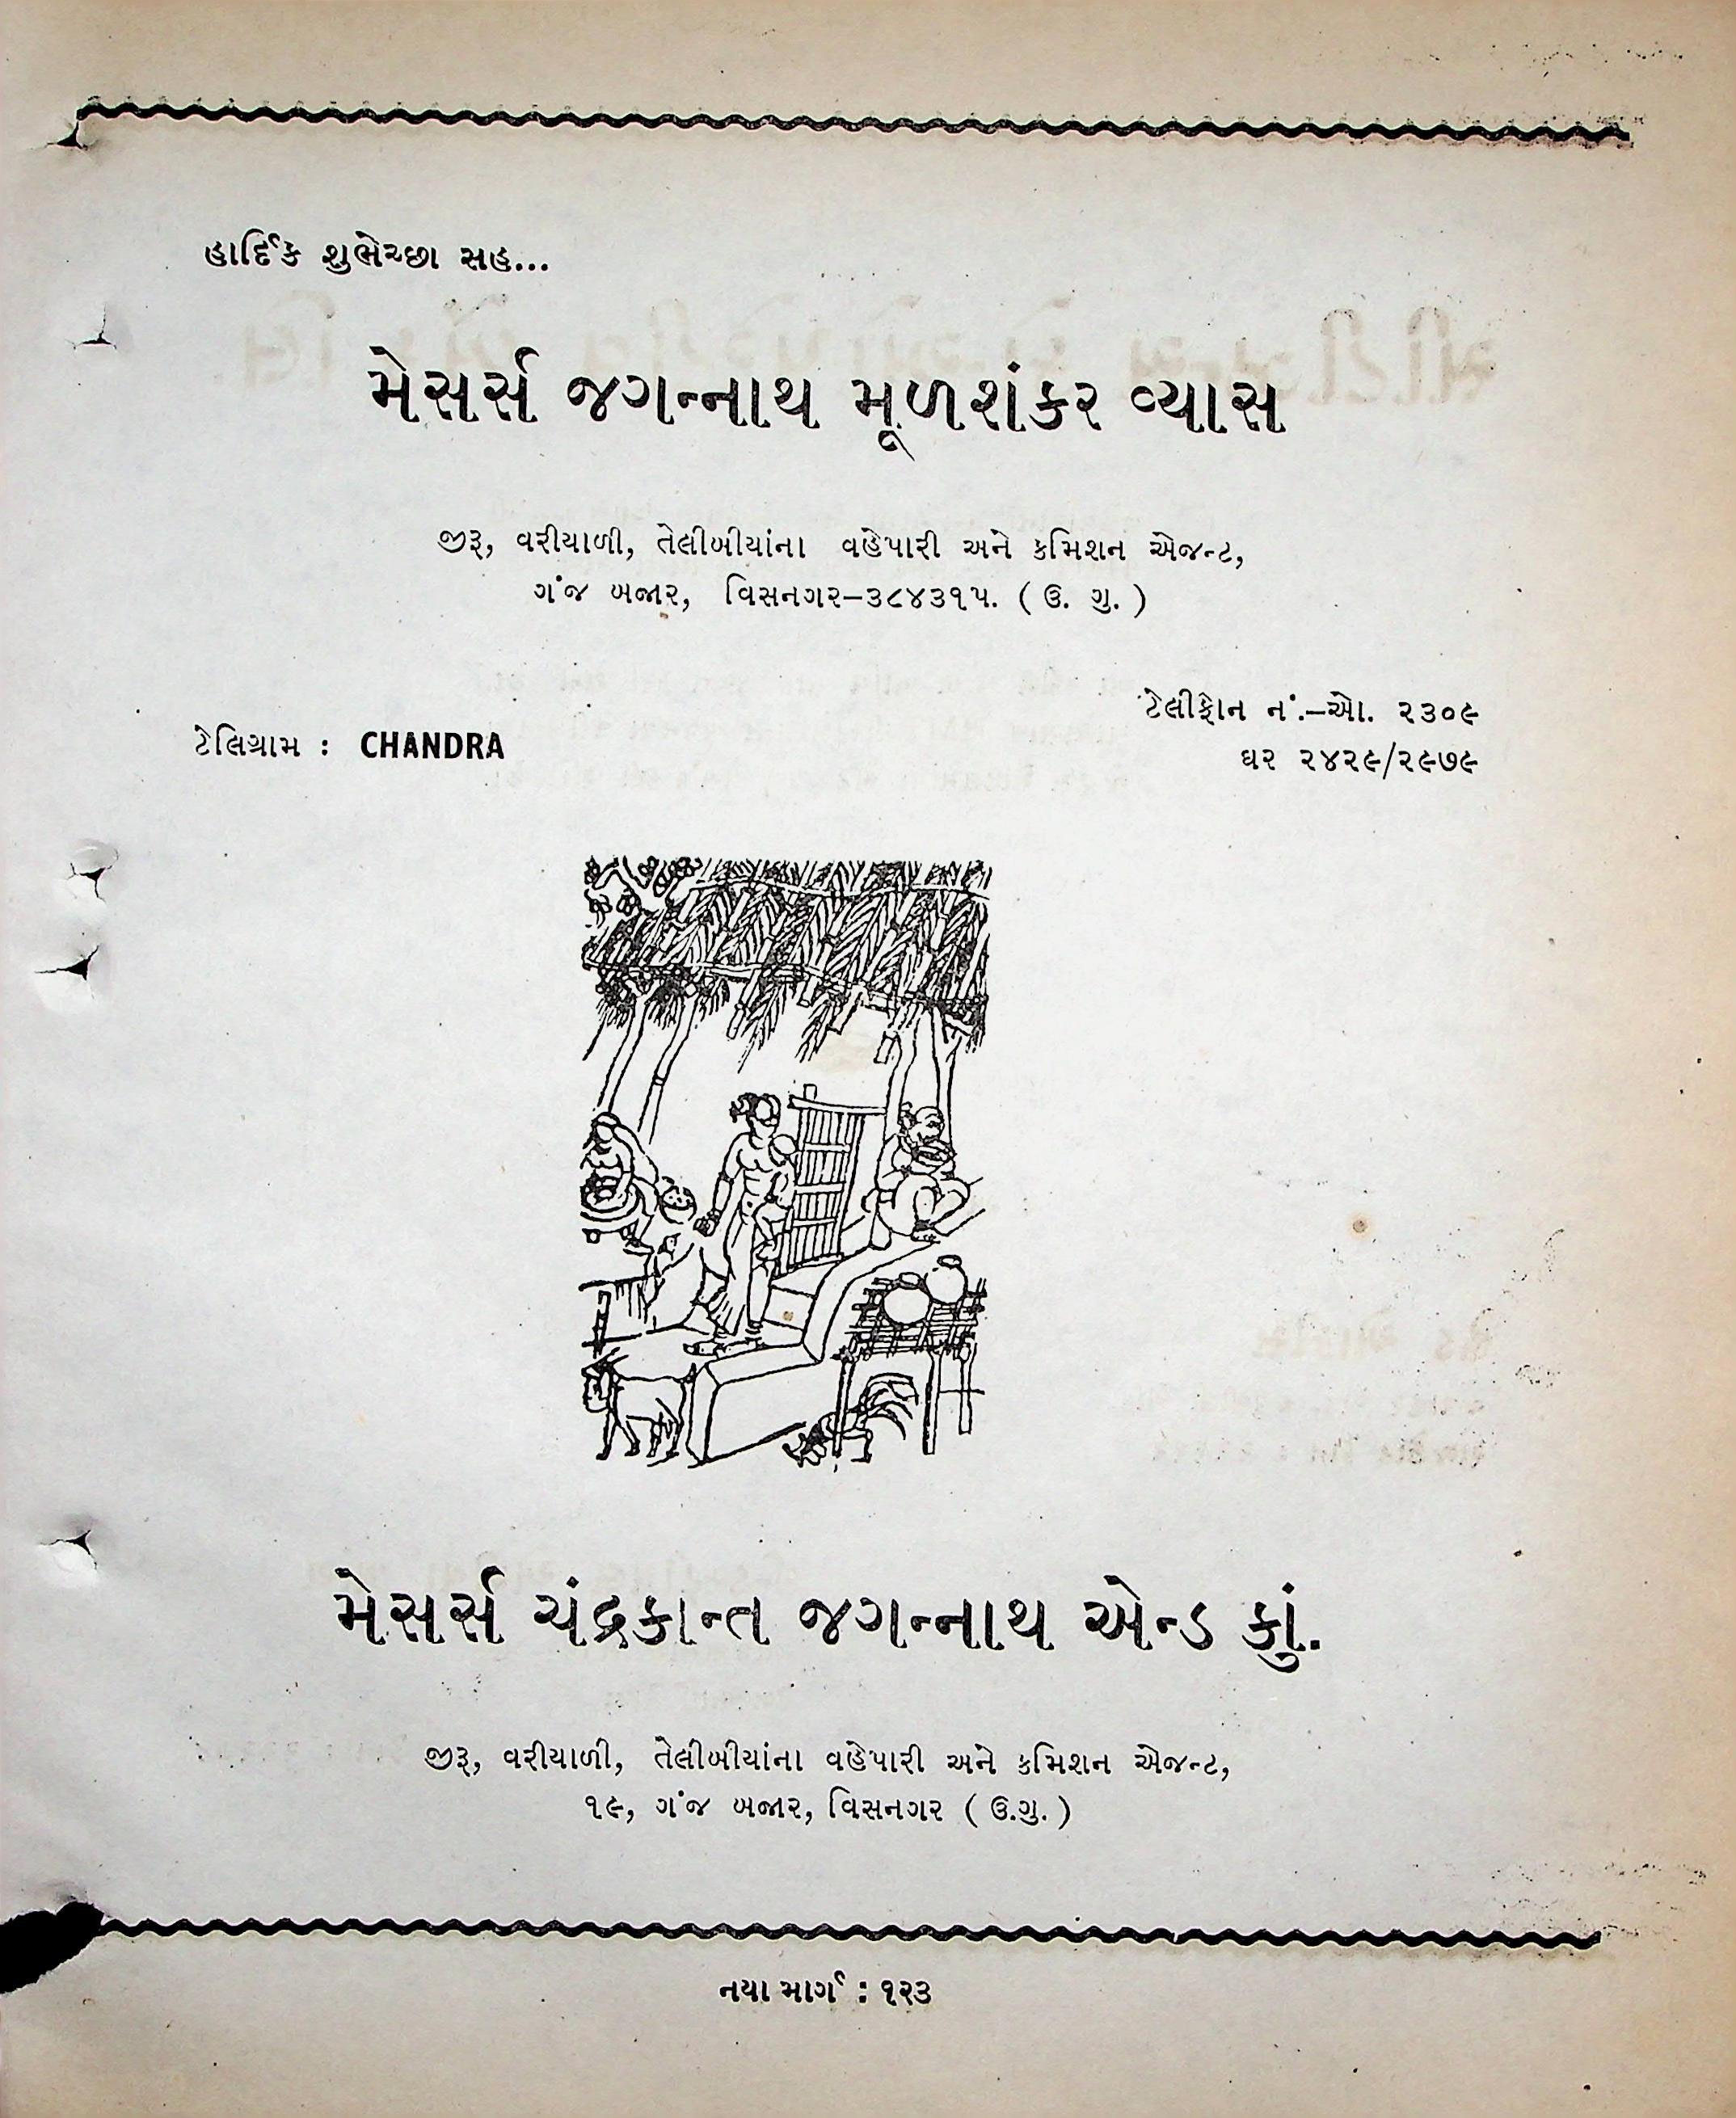 હાર્દિક શુભેચ્છા સહ...
મેસર્સ જગન્નાથ મૂળશંકર વ્યાસ
જીરૂ, વરીયાળી, તેલીબીયાંના વહેપારી અને કમિશન એજન્ટ,
ગંજ બજાર, વિસનગર–૩૮૪૩૧૫. ( ઉ. ગુ. )
ટેલીફોન નં.–ઓ. ૨૩૦૯
ટેલિગ્રામ : CHANDRA
ઘર ૨૪૨૯/૨૯૭૯
મેસર્સ ચંદ્રકાન્ત જગન્નાથ એન્ડ કું.
જીરૂ, વરીયાળી, તેલીબીયાંના વહેપારી અને કમિશન એજન્ટ,
૧૯, ગંજ બજાર, વિસનગર ( ઉ.ગુ. )
નયા માર્ગ : ૧૨૩